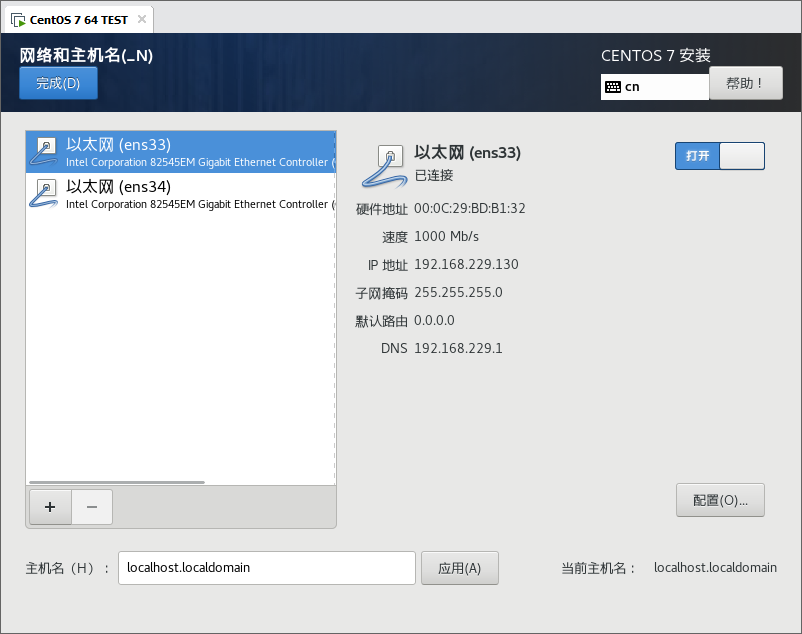 CentOS 7 64 TEST
网络和主机名(_N)
CENTOS 7 安装
完成(D)
cn
帮助！
以太网 (ens33)
Intel Corporation 82545EM Gigabit Ethernet Controller (
以太网 (ens34)
Intel Corporation 82545EM Gigabit Ethernet Controller (
以太网 (ens33)
已连接
打开
硬件地址 00:0C:29:BD:B1:32
速度 1000 Mb/s
IP 地址 192.168.229.130
子网掩码 255.255.255.0
默认路由 0.0.0.0
DNS 192.168.229.1
+ −
配置(O)...
主机名（H）： localhost.localdomain 应用(A) 当前主机名： localhost.localdomain